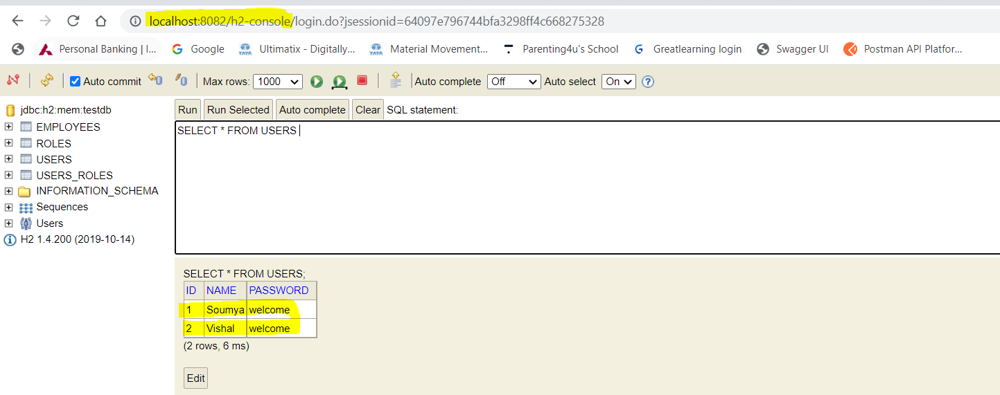 localhost:8082/h2-console/login.do?jsessionid=64097e796744bfa3298ff4c668275328
Personal Banking | I... Google Ultimatix - Digitally... Material Movement... Parenting4u's School Greatlearning login Swagger UI Postman API Platfor...
Auto commit Max rows: 1000 Auto complete Off Auto select On
jdbc:h2:mem:testdb
EMPLOYEES
ROLES
USERS
USERS_ROLES
INFORMATION_SCHEMA
Sequences
Users
H2 1.4.200 (2019-10-14)
Run Run Selected Auto complete Clear SQL statement:
SELECT * FROM USERS
SELECT * FROM USERS;
ID NAME PASSWORD
1 Soumya welcome
2 Vishal welcome
(2 rows, 6 ms)
Edit